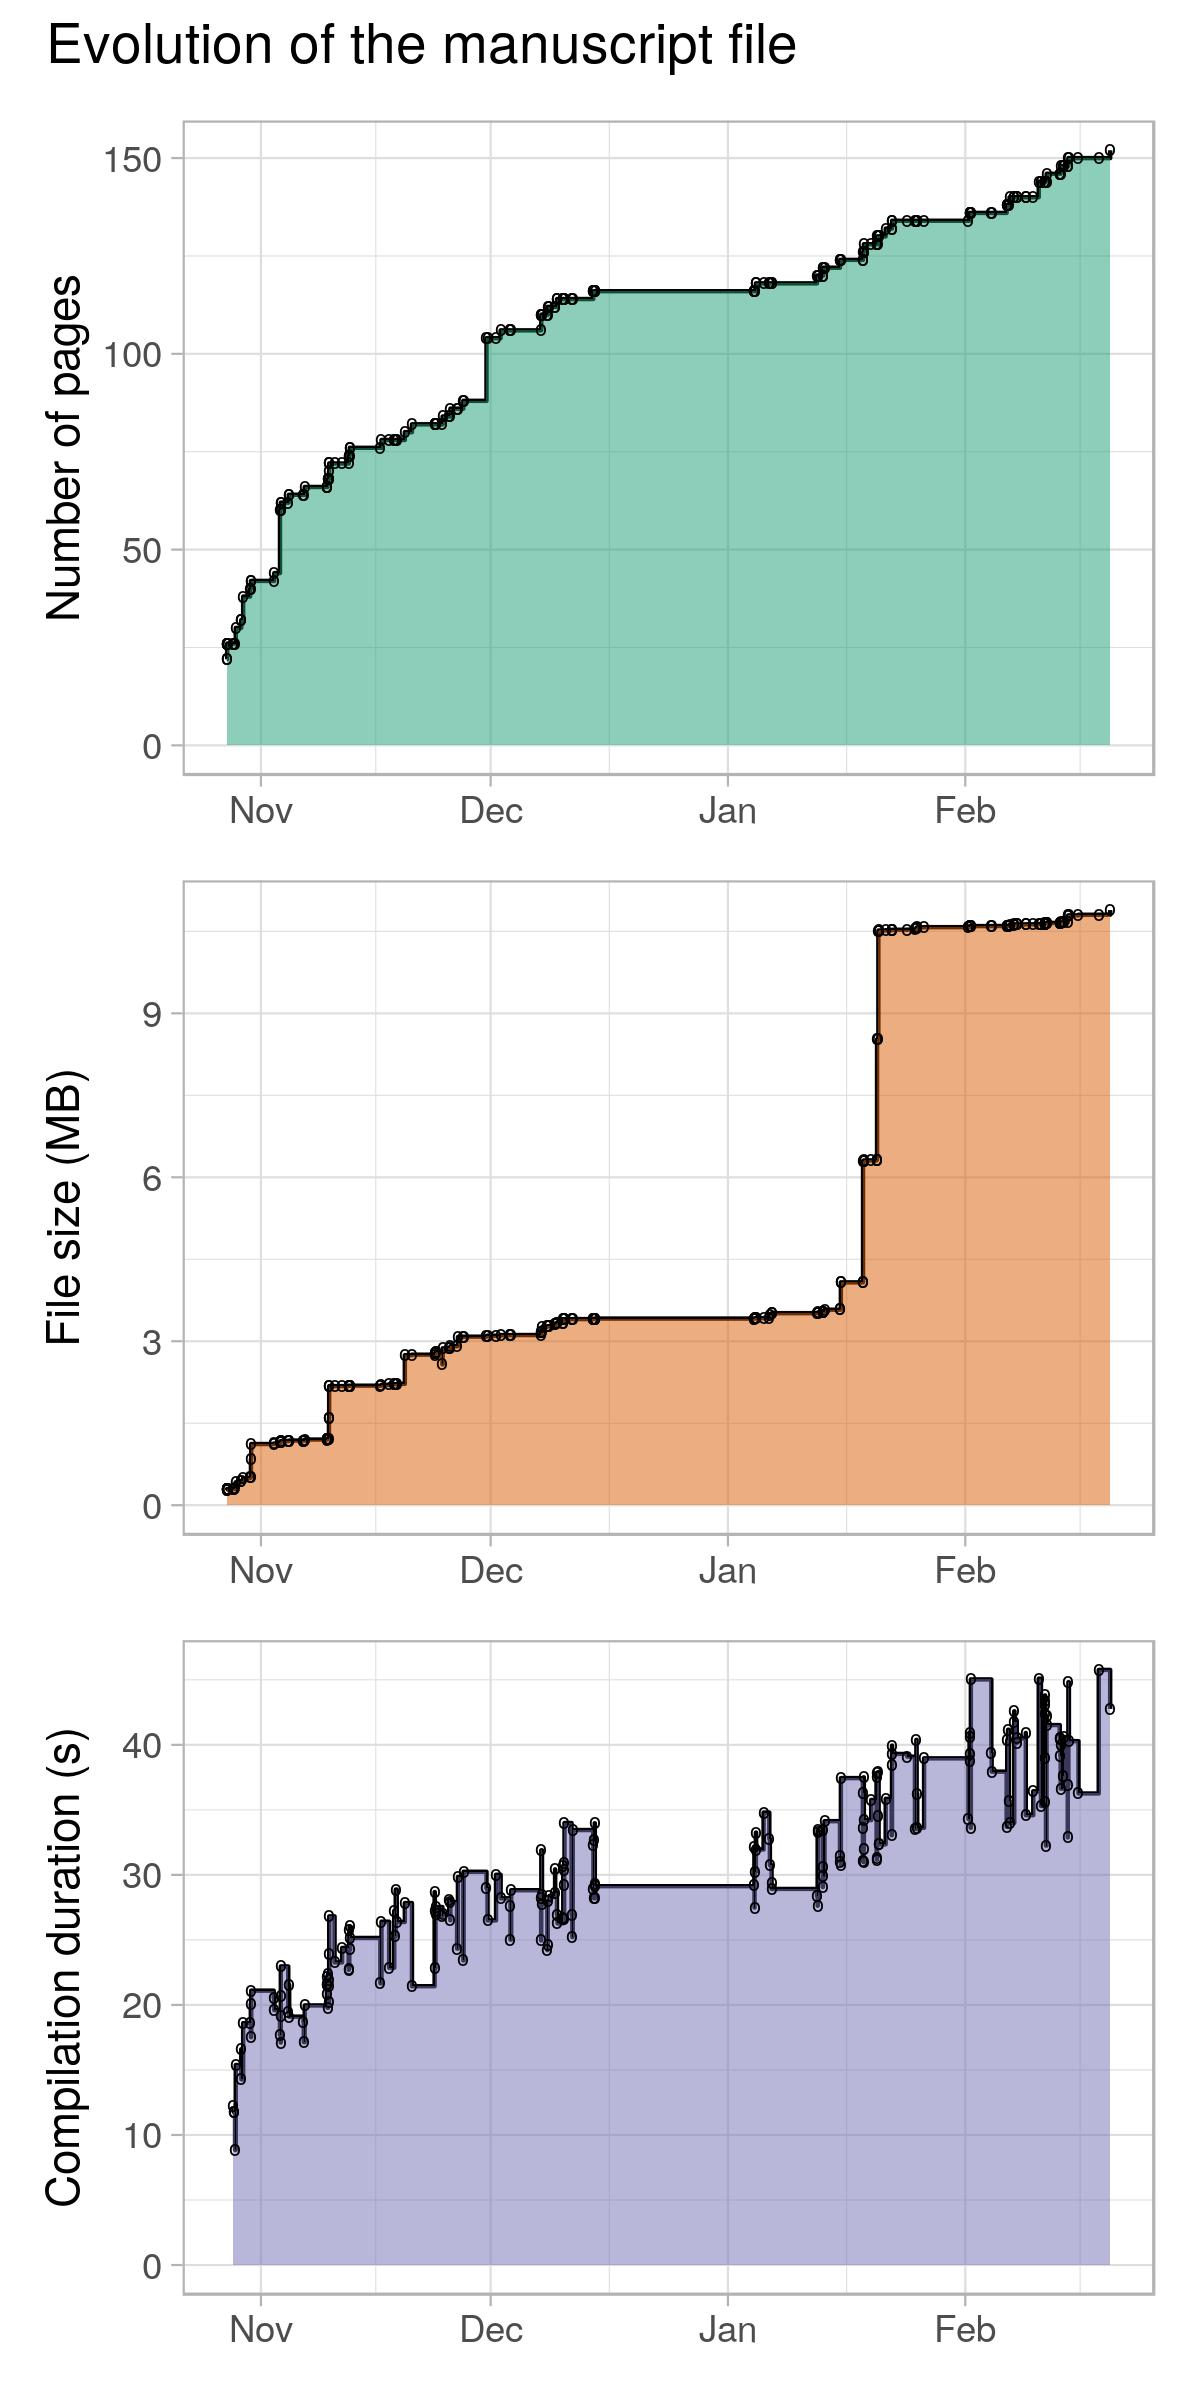 Evolution of the manuscript file
Number of pages
150
100
50
0
Nov Dec Jan Feb
File size (MB)
9
6
3
0
Nov Dec Jan Feb
Compilation duration (s)
40
30
20
10
0
Nov Dec Jan Feb